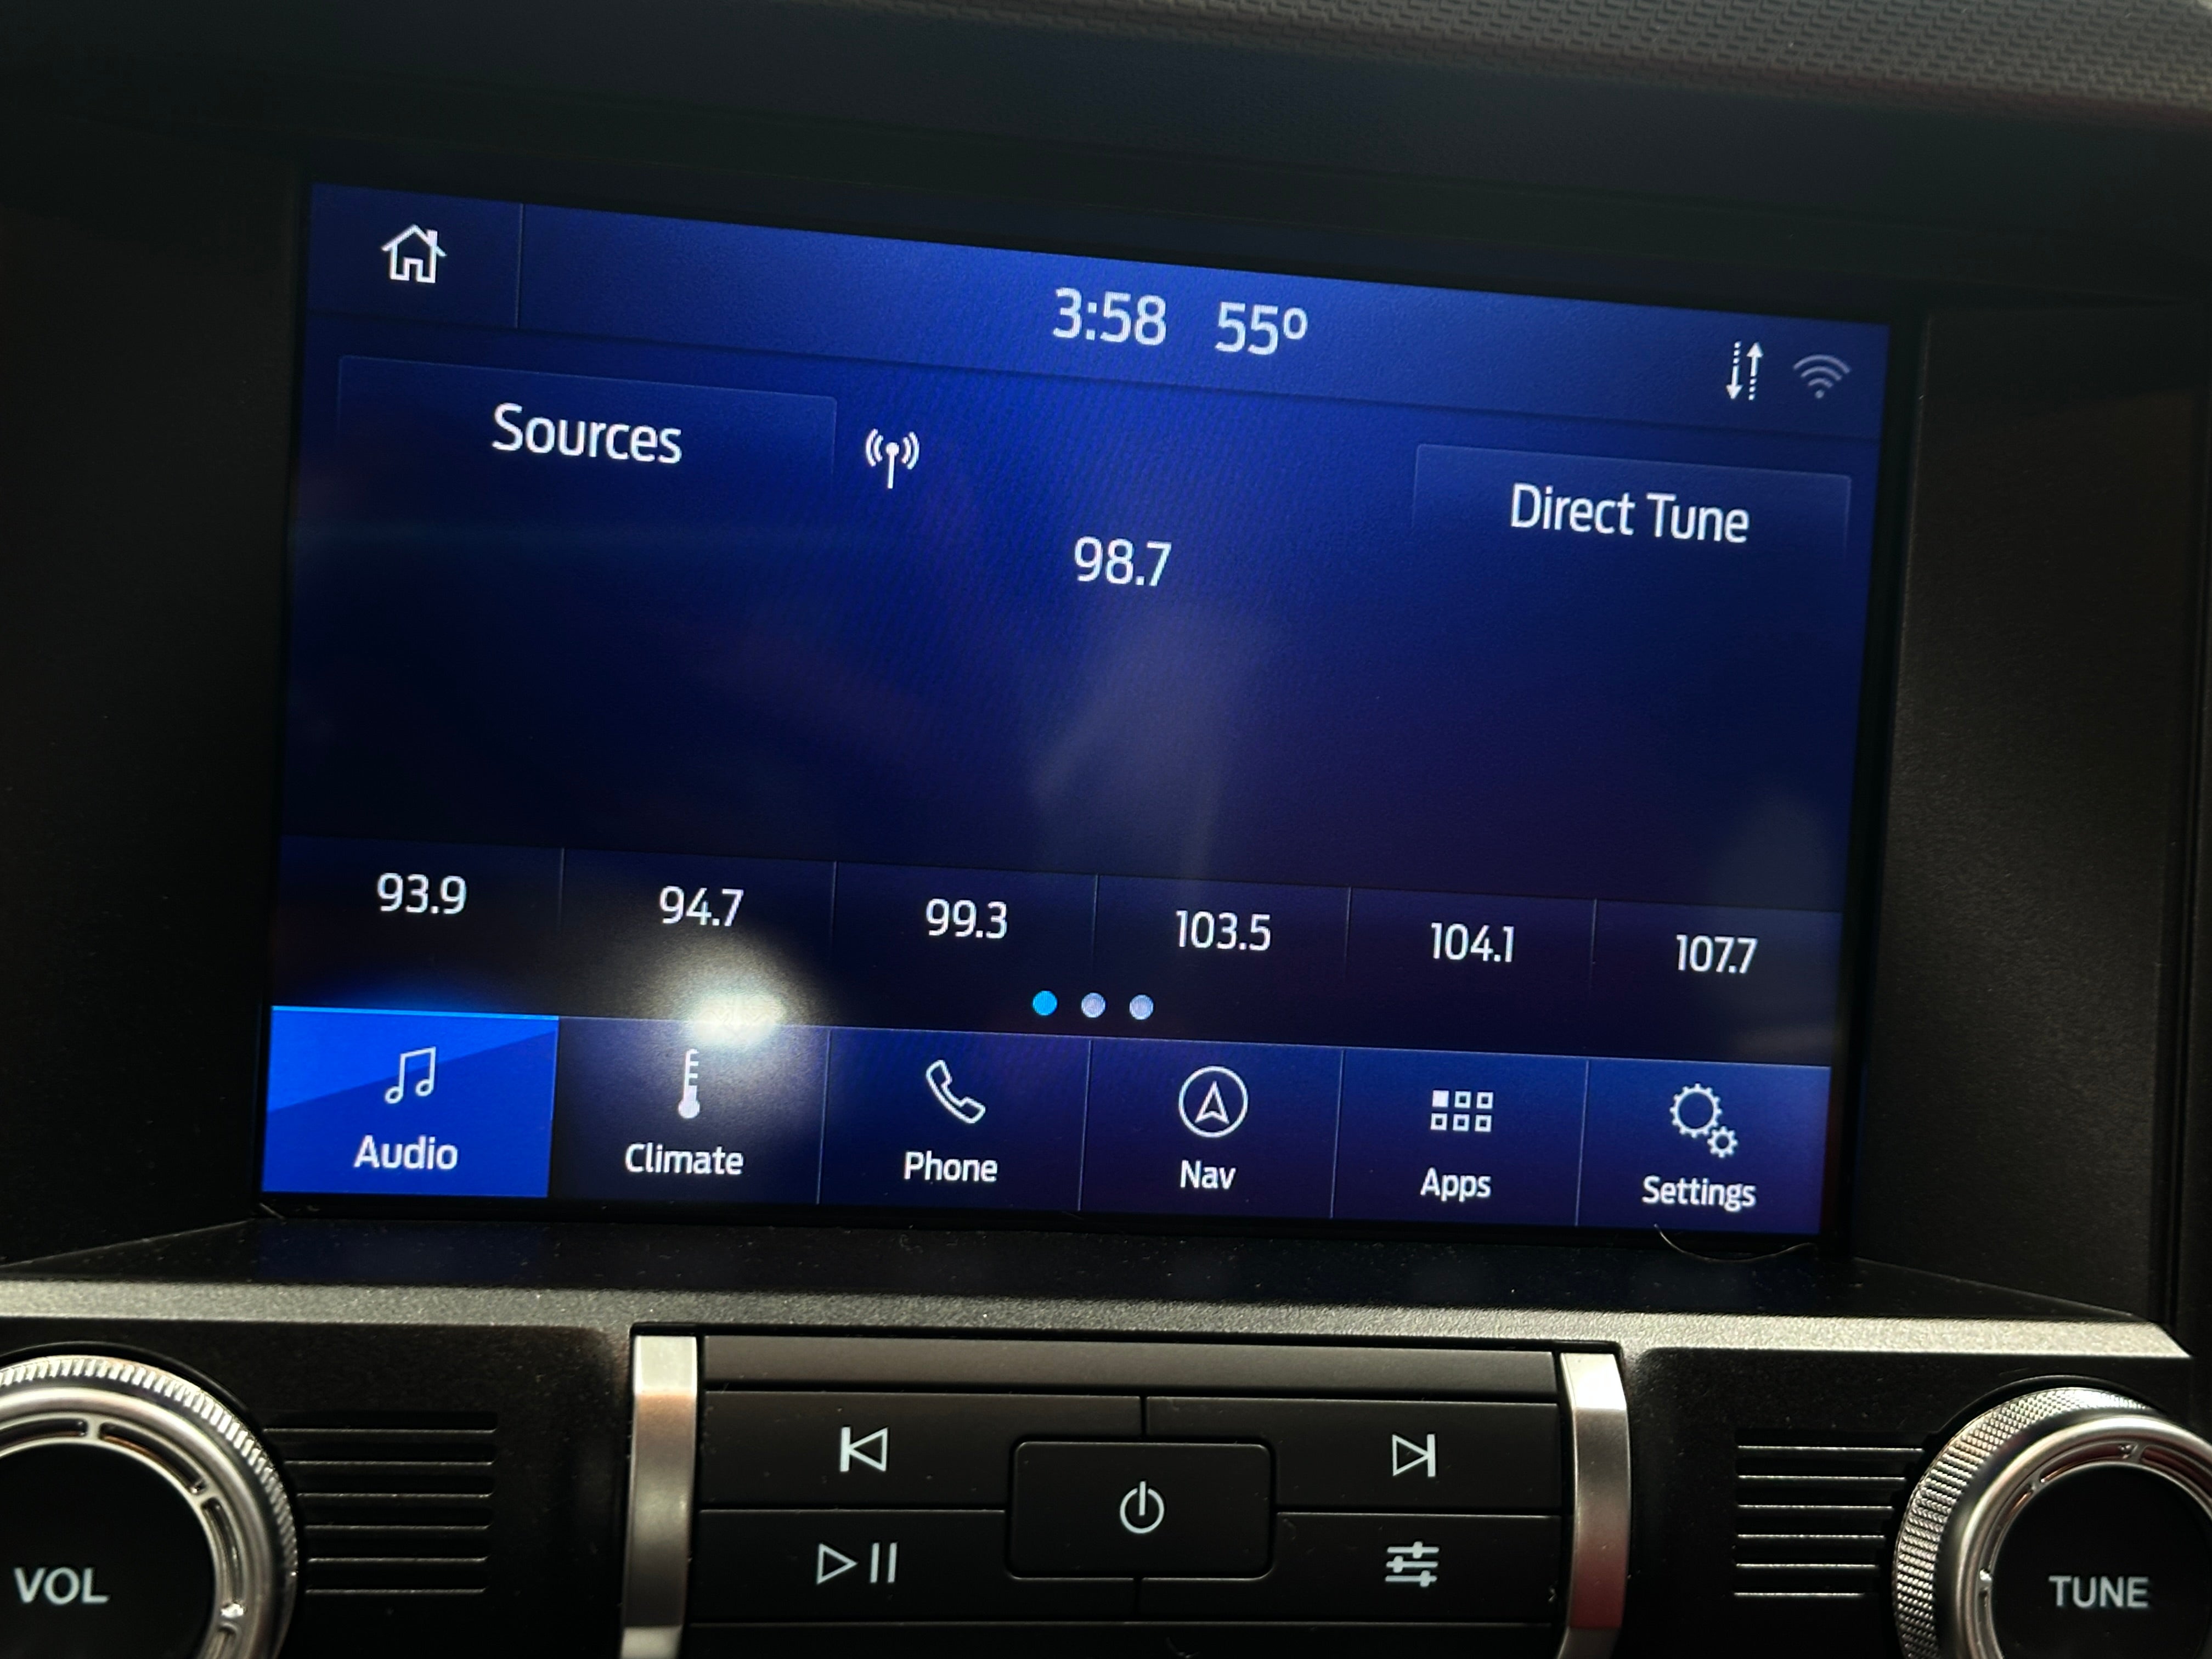 3:58 55º
Sources
Direct Tune
98.7
93.9 94.7 99.3 103.5 104.1 107.7
Audio Climate Phone Nav Apps Settings
VOL TUNE